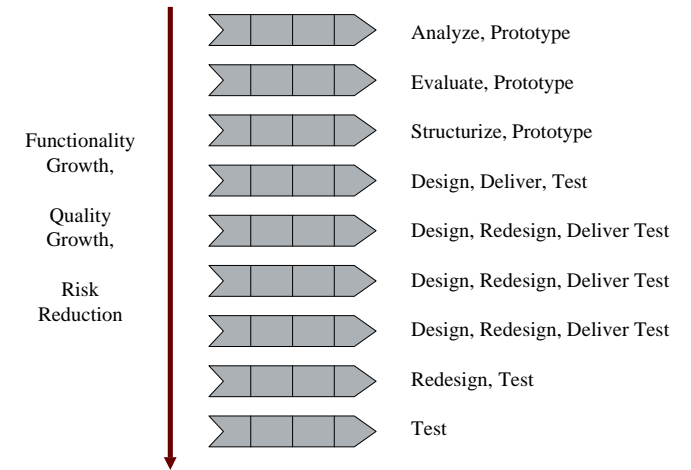 Functionality
Growth,
Quality
Growth,
Risk
Reduction
Analyze, Prototype
Evaluate, Prototype
Structurize, Prototype
Design, Deliver, Test
Design, Redesign, Deliver Test
Design, Redesign, Deliver Test
Design, Redesign, Deliver Test
Redesign, Test
Test